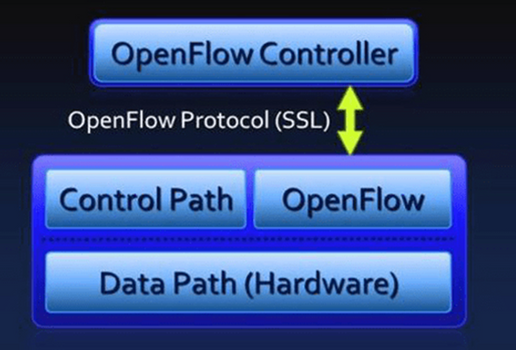 OpenFlow Controller
OpenFlow Protocol (SSL)
Control Path
OpenFlow
Data Path (Hardware)